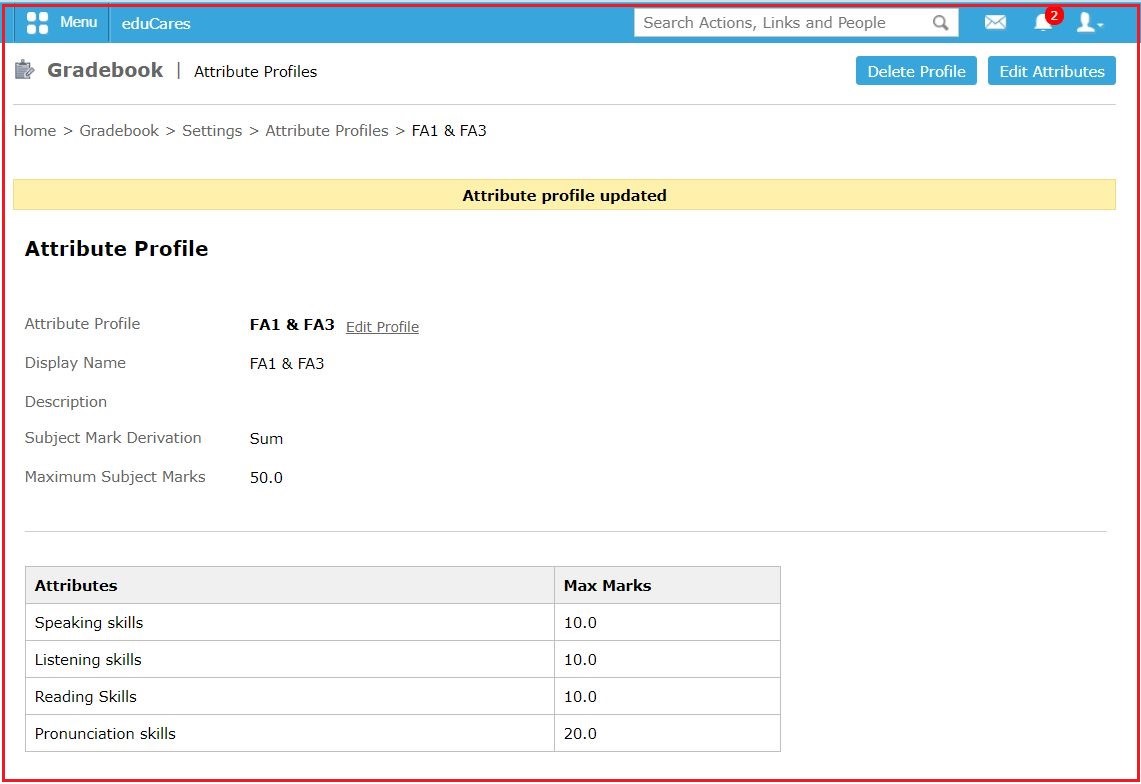 Menu eduCares Search Actions, Links and People 2
Gradebook | Attribute Profiles Delete Profile Edit Attributes
Home > Gradebook > Settings > Attribute Profiles > FA1 & FA3
Attribute profile updated
Attribute Profile
Attribute Profile FA1 & FA3 Edit Profile
Display Name FA1 & FA3
Description
Subject Mark Derivation Sum
Maximum Subject Marks 50.0
Attributes Max Marks
Speaking skills 10.0
Listening skills 10.0
Reading Skills 10.0
Pronunciation skills 20.0